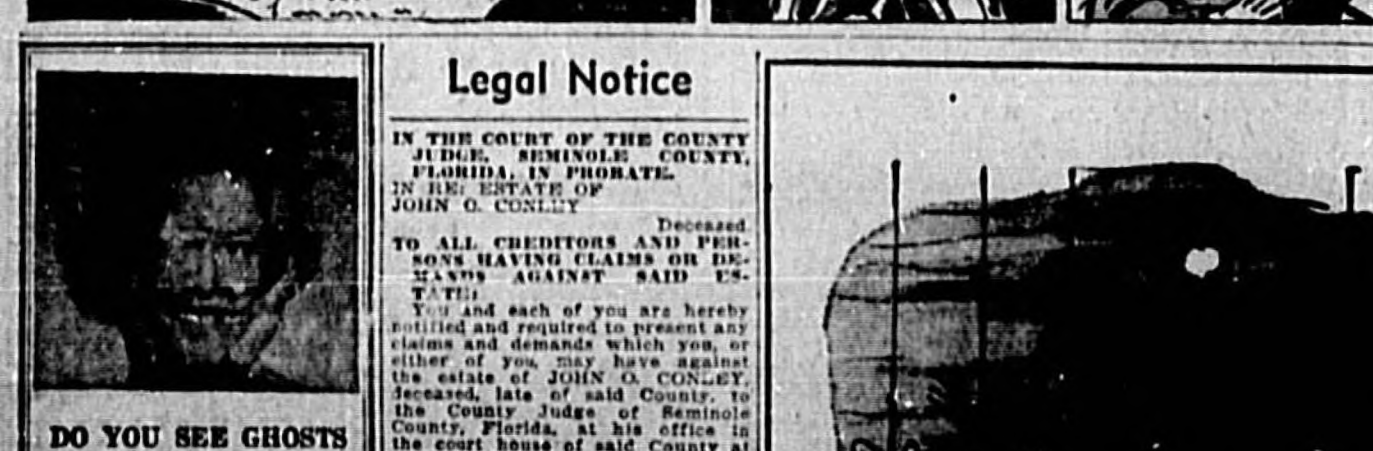 Legal Notice
IN THE COURT OF THE COUNTY
JUDGE, SEMINOLE COUNTY,
FLORIDA, IN PROBATE.
IN RE: ESTATE OF
JOHN O. CONLEY
Deceased
TO ALL CREDITORS AND PER-
SONS HAVING CLAIMS OR DE-
MANDS AGAINST SAID ES-
TATE:
You and each of you are hereby
notified and required to present any
claims and demands which you, or
either of you, may have against
the estate of JOHN O. CONLEY,
deceased, late of said County, to
the County Judge of Seminole
County, Florida, at his office in
the court house of said County at
DO YOU SEE GHOSTS